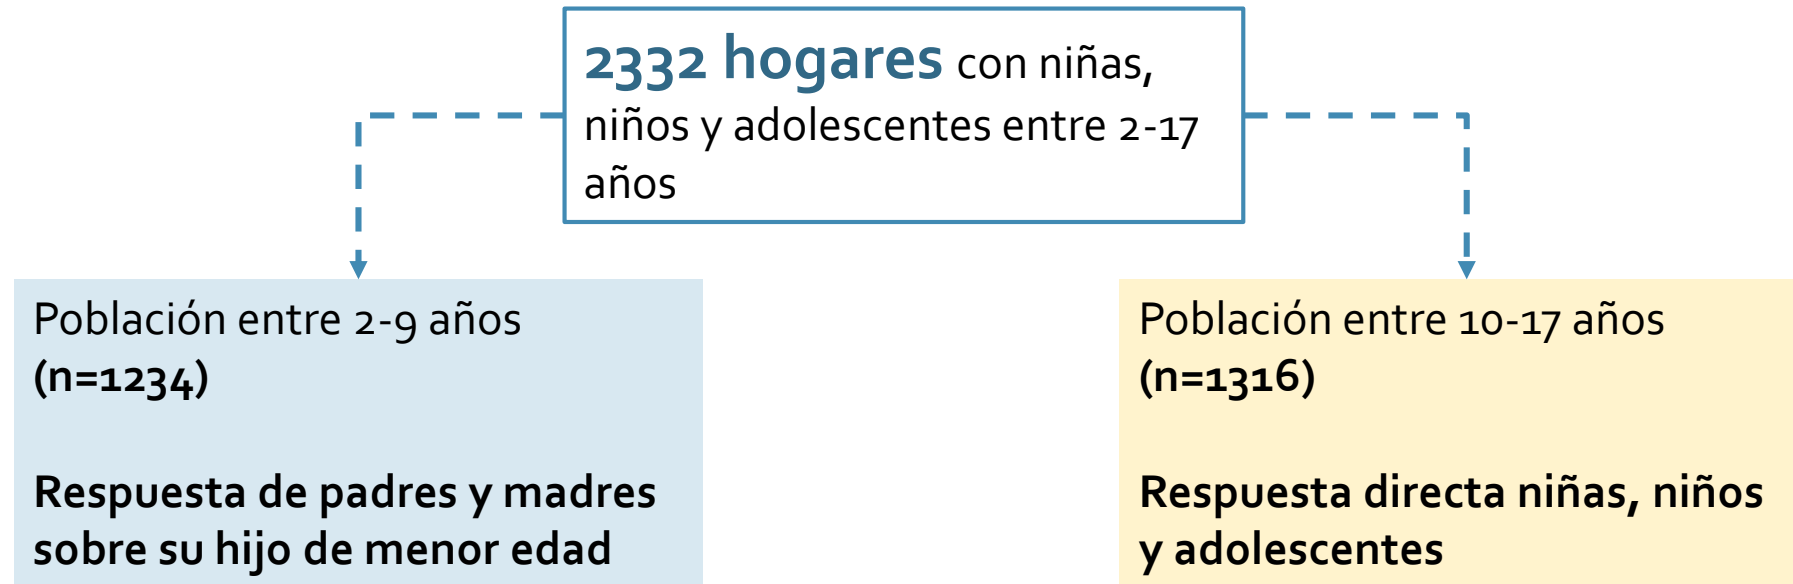 2332 hogares con niñas,
niños y adolescentes entre 2-17
años
Población entre 2-9 años
(n=1234)
Respuesta de padres y madres
sobre su hijo de menor edad
Población entre 10-17 años
(n=1316)
Respuesta directa niñas, niños
y adolescentes